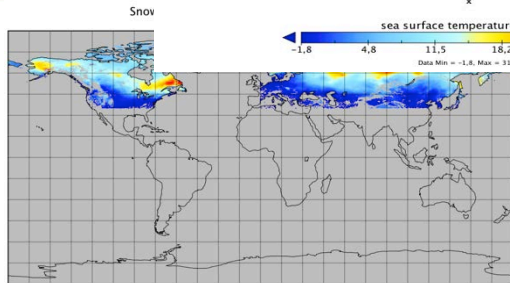 Snow
sea surface temperatur
−1,8 4,8 11,5 18,2
Data Min = −1,8, Max = 31